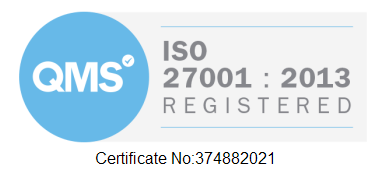 QMS
ISO
27001 : 2013
REGISTERED
Certificate No:374882021